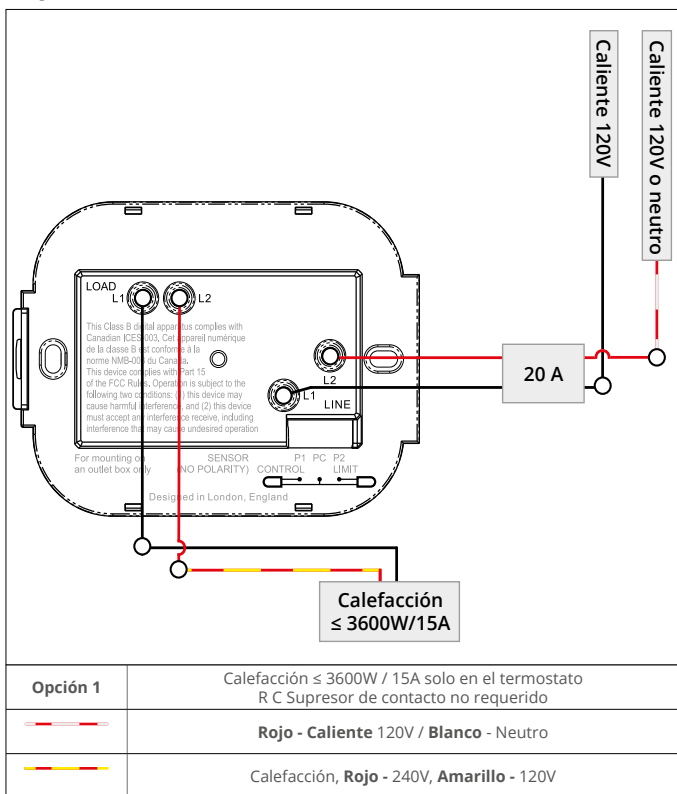 Caliente 120V
Caliente 120V o neutro
LOAD
L1
L2
This Class B digital apparatus complies with
Canadian ICES-003, Cet appareil numérique
de la classe B est conforme à la
norme NMB-003 du Canada.
This device complies with Part 15
of the FCC Rules. Operation is subject to the
following two conditions: (1) this device may
cause harmful interference, and (2) this device
must accept any interference receive, including
interference that may cause undesired operation
L2
L1
LINE
20 A
For mounting on
an outlet box only
SENSOR
(NO POLARITY)
P1 PC P2
CONTROL
LIMIT
Designed in London, England
Calefacción
≤ 3600W/15A
Opción 1
Calefacción ≤ 3600W / 15A solo en el termostato
R C Supresor de contacto no requerido
Rojo - Caliente 120V / Blanco - Neutro
Calefacción, Rojo - 240V, Amarillo - 120V